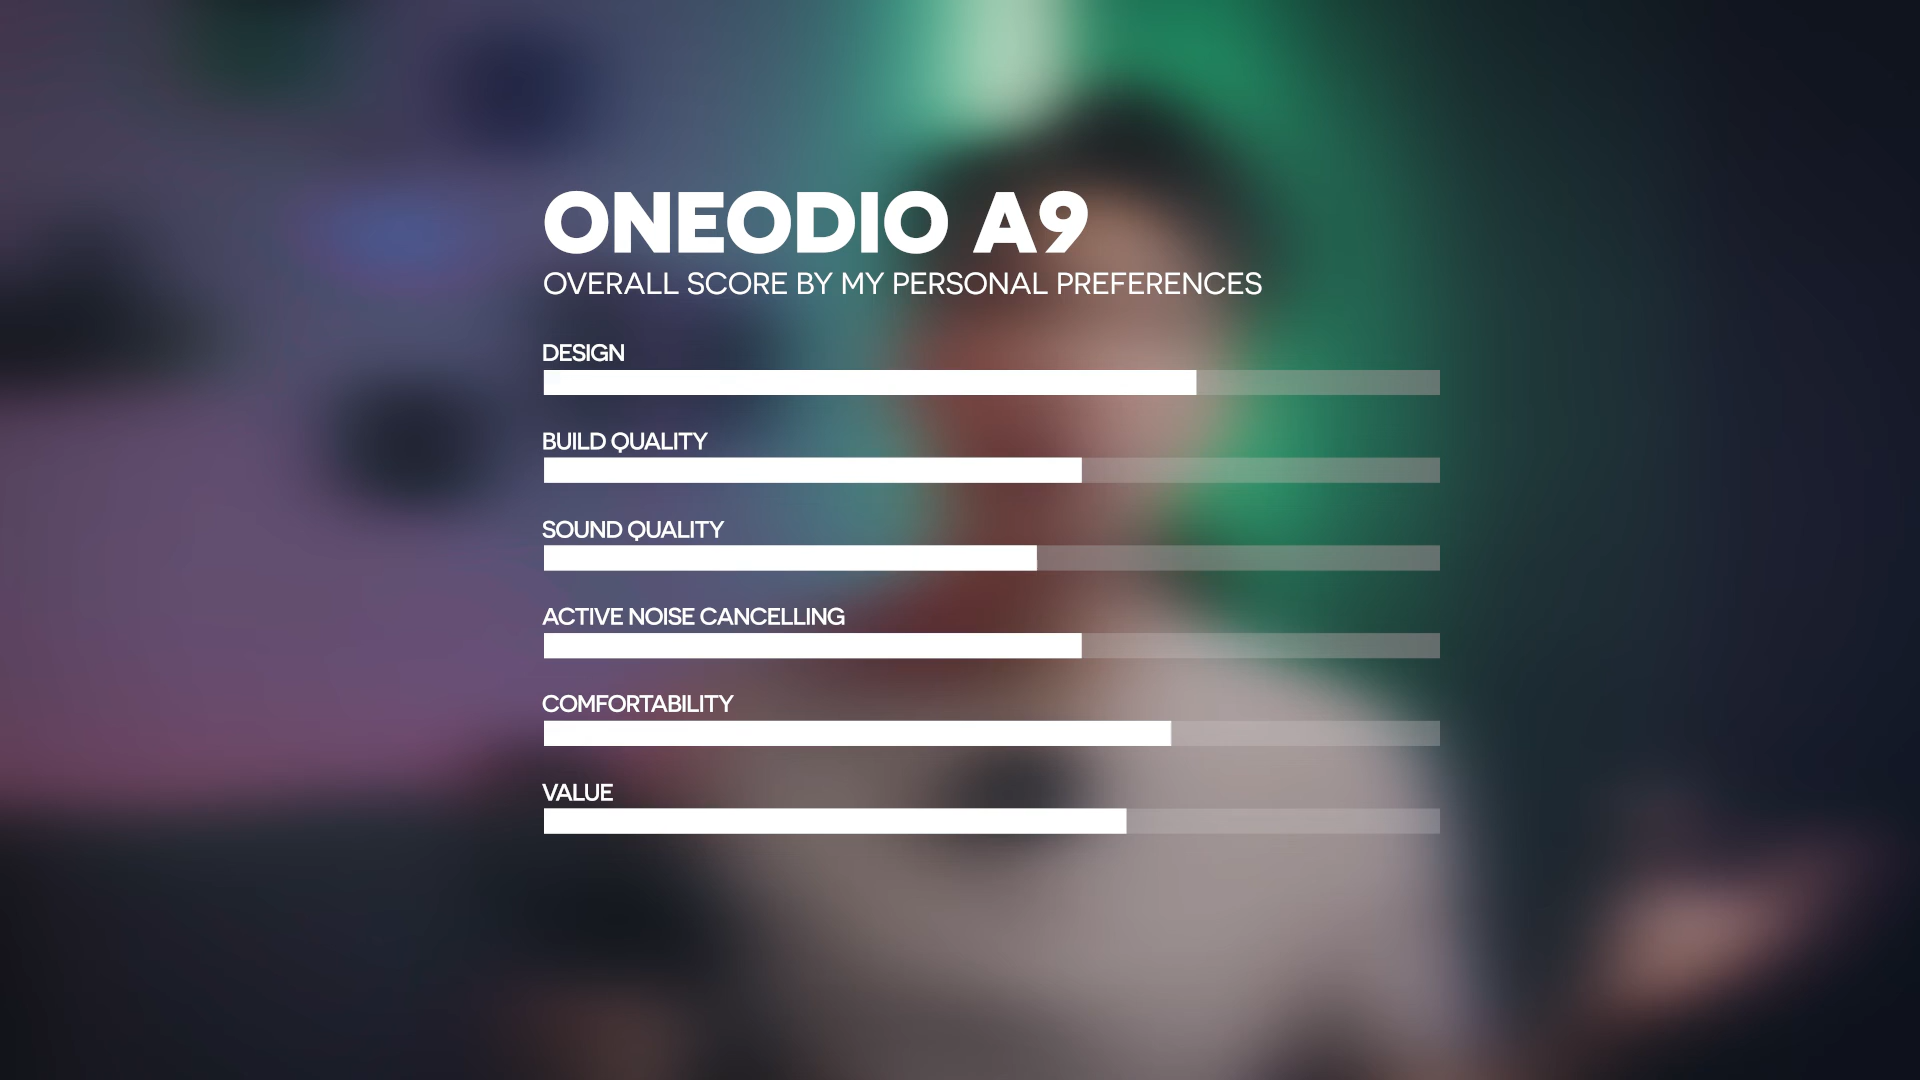 ONEODIO A9
OVERALL SCORE BY MY PERSONAL PREFERENCES
DESIGN
BUILD QUALITY
SOUND QUALITY
ACTIVE NOISE CANCELLING
COMFORTABILITY
VALUE